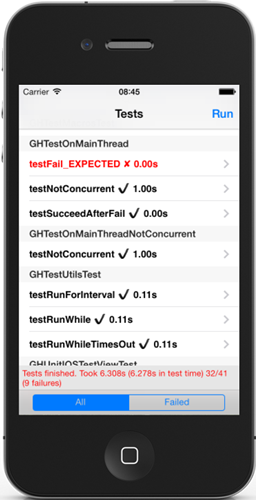 Carrier 08:45
Tests Run
GHTestOnMainThread
testFail_EXPECTED ✘ 0.00s
testNotConcurrent ✔ 1.00s
testSucceedAfterFail ✔ 0.00s
GHTestOnMainThreadNotConcurrent
testNotConcurrent ✔ 1.00s
GHTestUtilsTest
testRunForInterval ✔ 0.11s
testRunWhile ✔ 0.11s
testRunWhileTimesOut ✔ 0.11s
GHUnitIOSTestViewTest
Tests finished. Took 6.308s (6.278s in test time) 32/41
(9 failures)
All Failed